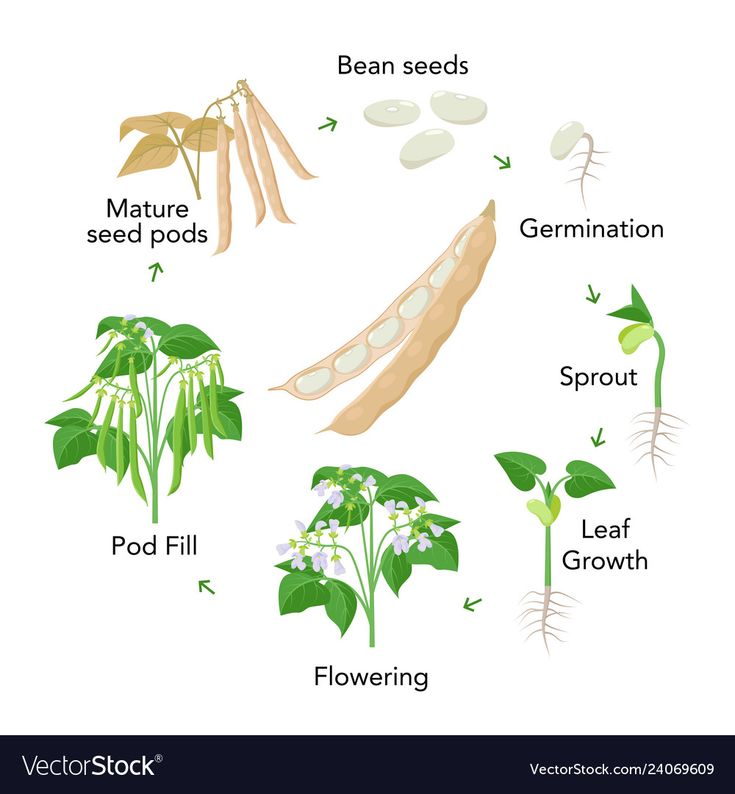 Bean seeds
Germination
Sprout
Leaf
Growth
Flowering
Pod Fill
Mature
seed pods
VectorStock®
VectorStock.com/24069609